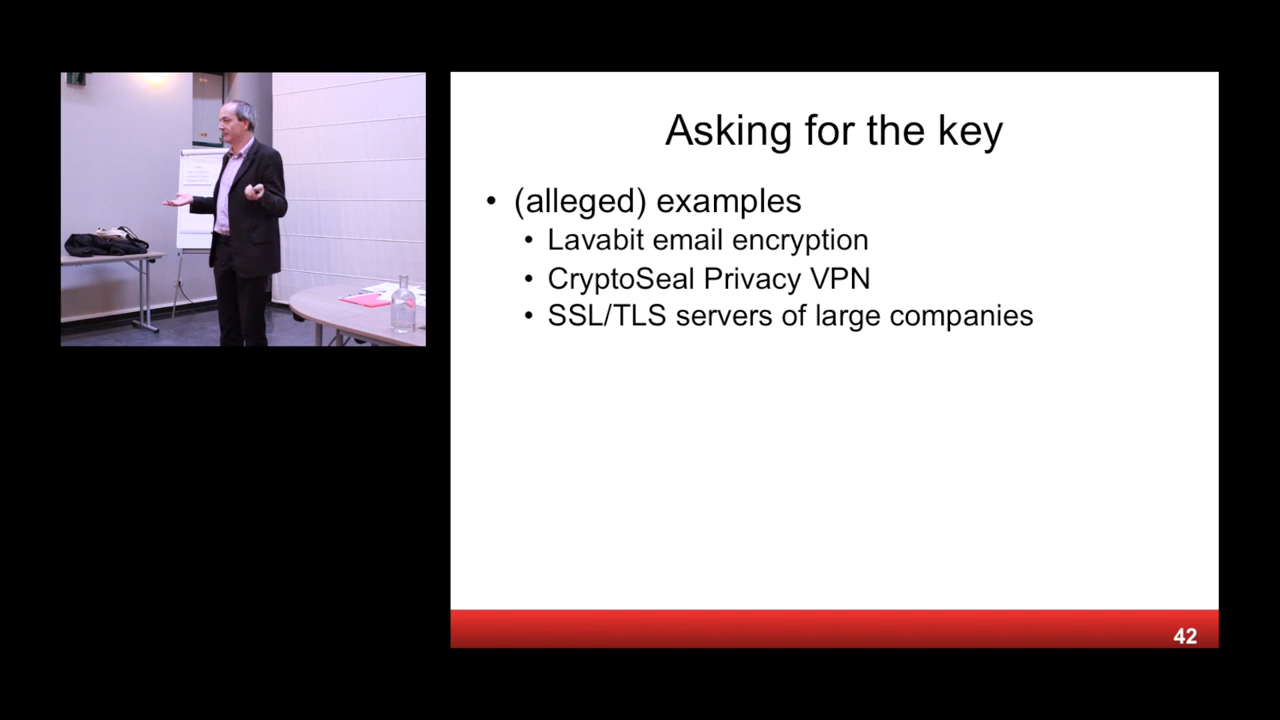 Asking for the key
• (alleged) examples
• Lavabit email encryption
• CryptoSeal Privacy VPN
• SSL/TLS servers of large companies
42